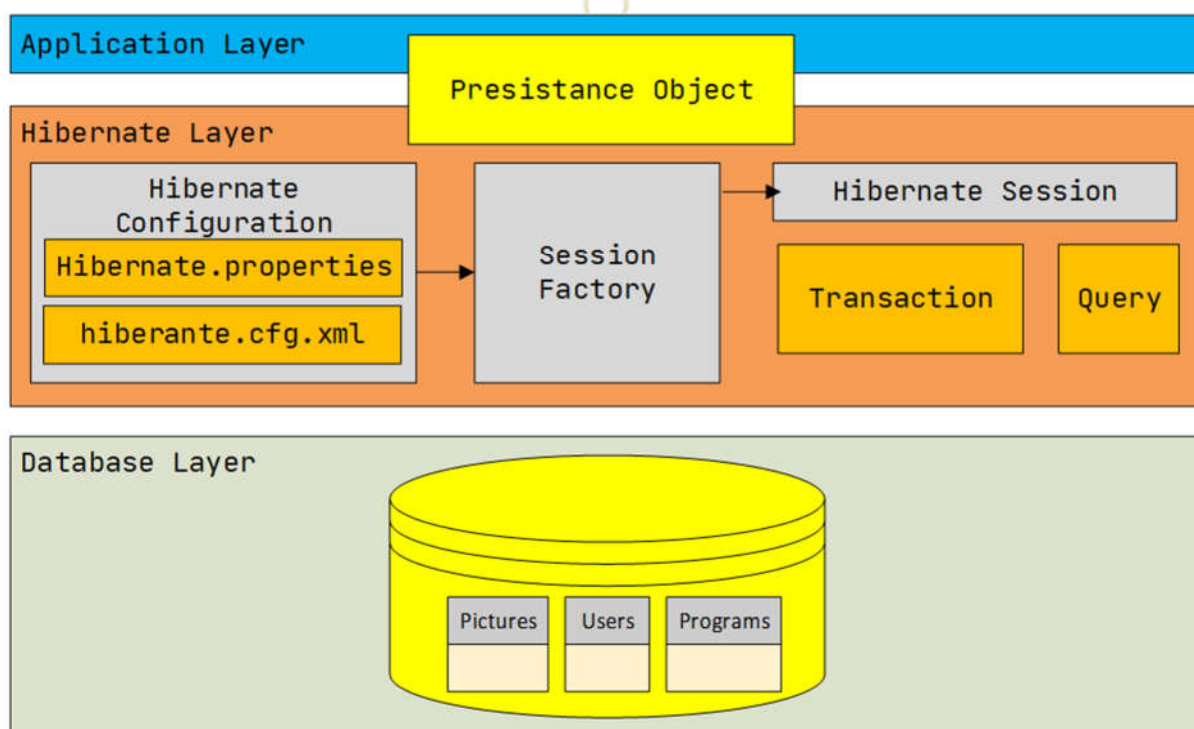 Application Layer
Presistance Object
Hibernate Layer
Hibernate
Configuration
Hibernate.properties
hiberante.cfg.xml
Session
Factory
Hibernate Session
Transaction
Query
Database Layer
Pictures
Users
Programs